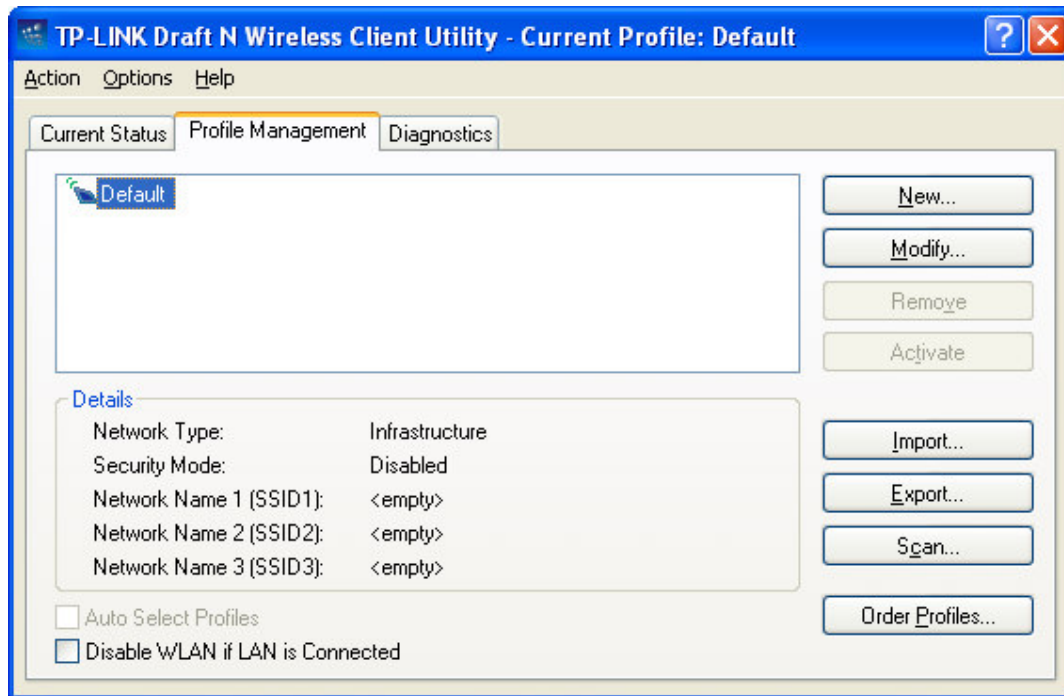 TP-LINK Draft N Wireless Client Utility - Current Profile: Default
Action Options Help
Current Status Profile Management Diagnostics
Default
New...
Modify...
Remove
Activate
Details
Network Type: Infrastructure
Security Mode: Disabled
Network Name 1 (SSID1): <empty>
Network Name 2 (SSID2): <empty>
Network Name 3 (SSID3): <empty>
Import...
Export...
Scan...
Order Profiles...
Auto Select Profiles
Disable WLAN if LAN is Connected